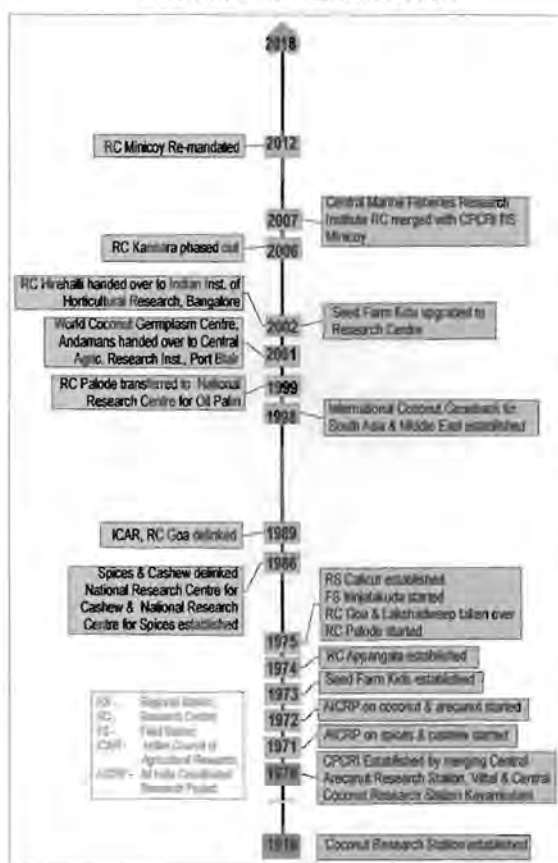 2018
2012
RC Minicoy Re-mandated
2007
Central Marine Fisheries Research
Institute RC merged with CPCRI RS
Minicoy
2006
RC Kannara phased out
RC Hirehalli handed over to Indian Inst. of
Horticultural Research, Bangalore
2002
Seed Farm Kidu upgraded to
Research Centre
World Coconut Germplasm Centre,
Andamans handed over to Central
Agric. Research Inst., Port Blair
2001
RC Palode transferred to National
Research Centre for Oil Palm
1999
1998
International Coconut Genebank for
South Asia & Middle East established
ICAR, RC Goa delinked
1989
1986
Spices & Cashew delinked
National Research Centre for
Cashew & National Research
Centre for Spices established
RS Calicut established
FS Irinjalakuda started
RC Goa & Lakshadweep taken over
RC Palode started
1975
1974
RC Appangala established
1973
Seed Farm Kidu established
1972
AICRP on coconut & arecanut started
1971
AICRP on spices & cashew started
1970
CPCRI Established by merging Central
Arecanut Research Station, Vittal & Central
Coconut Research Station Kayamkulam
RS - Regional Station
RC - Research Centre
FS - Field Station
ICAR - Indian Council of
Agricultural Research
AICRP - All India Coordinated
Research Project
1916
Coconut Research Station established